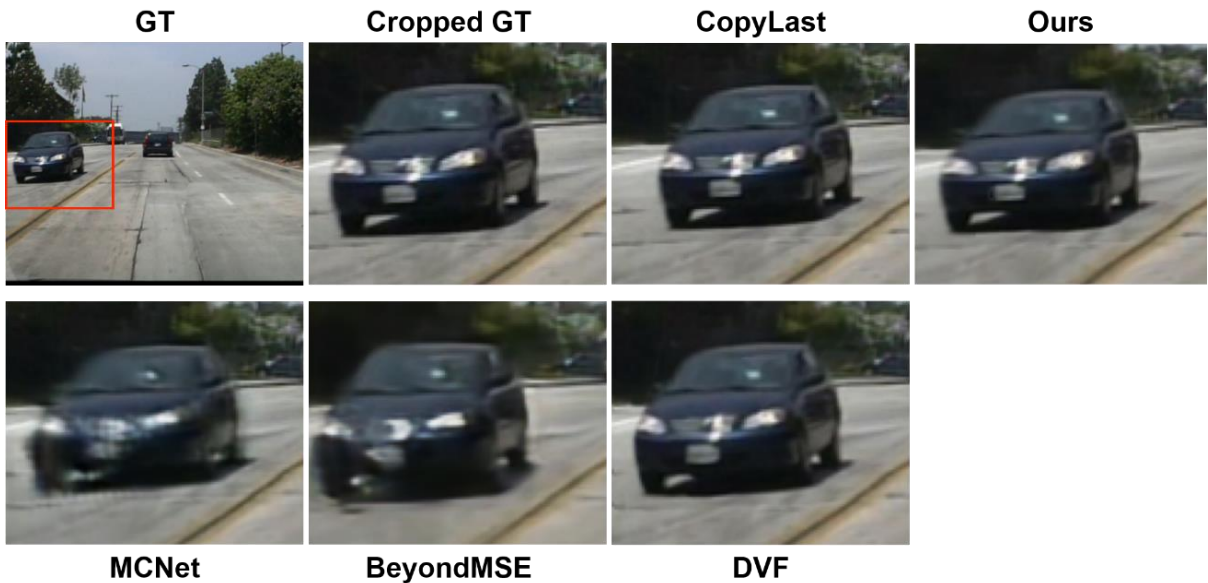 GT
Cropped GT
CopyLast
Ours
MCNet
BeyondMSE
DVF